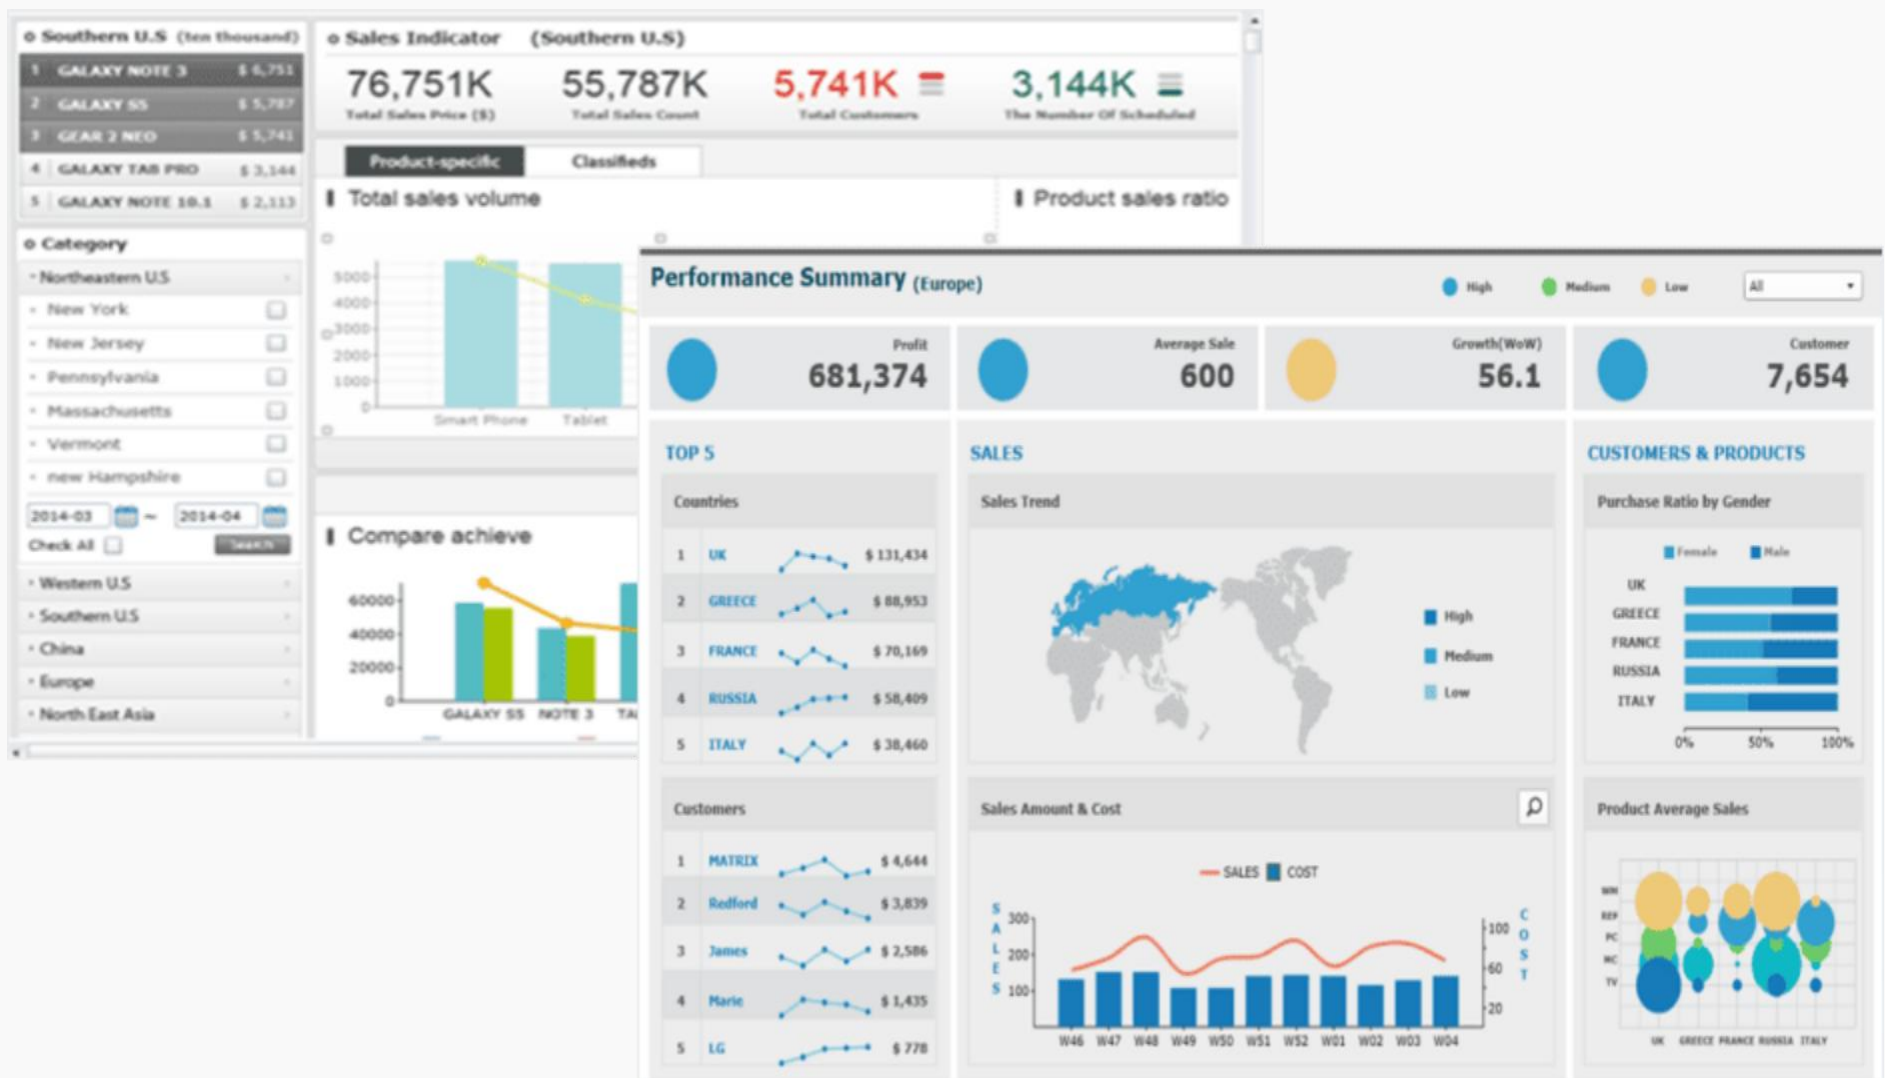 Southern U.S (ten thousand)
1 GALAXY NOTE 3 $ 6,751
2 GALAXY S5 $ 5,787
3 GEAR 2 NEO $ 5,741
4 GALAXY TAB PRO $ 3,144
5 GALAXY NOTE 10.1 $ 2,113
Category
Northeastern U.S
New York
New Jersey
Pennsylvania
Massachusetts
Vermont
new Hampshire
2014-03 ~ 2014-04
Check All Search
Western U.S
Southern U.S
China
Europe
North East Asia
Sales Indicator (Southern U.S)
76,751K 55,787K 5,741K 3,144K
Total Sales Price ($) Total Sales Count Total Customers The Number Of Scheduled
Product-specific Classifieds
Total sales volume
Product sales ratio
5000
4000
3000
2000
1000
0
Smart Phone Tablet
Compare achieve
60000
40000
20000
0
GALAXY S5 NOTE 3 TA
Performance Summary (Europe)
High Medium Low All
Profit
681,374
Average Sale
600
Growth(WoW)
56.1
Customer
7,654
TOP 5
Countries
1 UK $ 131,434
2 GREECE $ 88,953
3 FRANCE $ 70,169
4 RUSSIA $ 58,409
5 ITALY $ 38,460
Customers
1 MATRIX $ 4,644
2 Redford $ 3,839
3 James $ 2,586
4 Marie $ 1,435
5 LG $ 778
SALES
Sales Trend
High
Medium
Low
Sales Amount & Cost
SALES COST
SALES
300
200
100
COST
100
60
20
W46 W47 W48 W49 W50 W51 W52 W01 W02 W03 W04
CUSTOMERS & PRODUCTS
Purchase Ratio by Gender
Female Male
UK
GREECE
FRANCE
RUSSIA
ITALY
0% 50% 100%
Product Average Sales
REF
PC
MC
TV
UK GREECE FRANCE RUSSIA ITALY